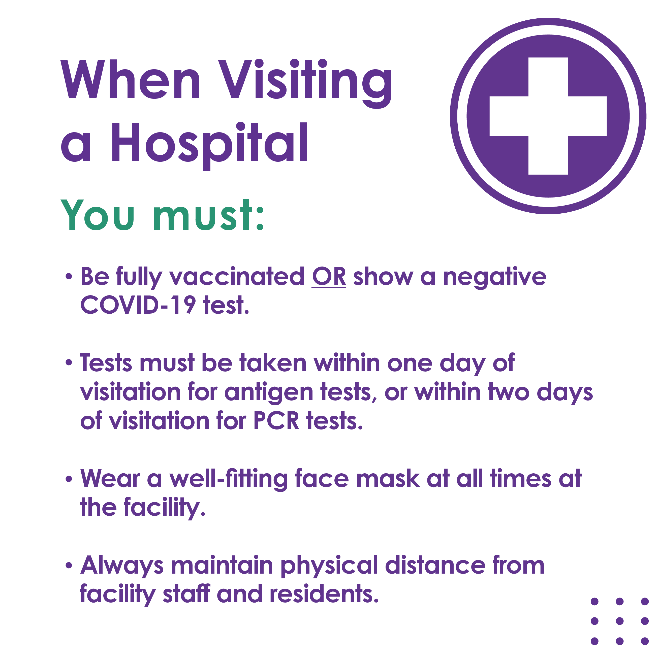 When Visiting
a Hospital
You must:
• Be fully vaccinated OR show a negative
COVID-19 test.
• Tests must be taken within one day of
visitation for antigen tests, or within two days
of visitation for PCR tests.
• Wear a well-fitting face mask at all times at
the facility.
• Always maintain physical distance from
facility staff and residents.